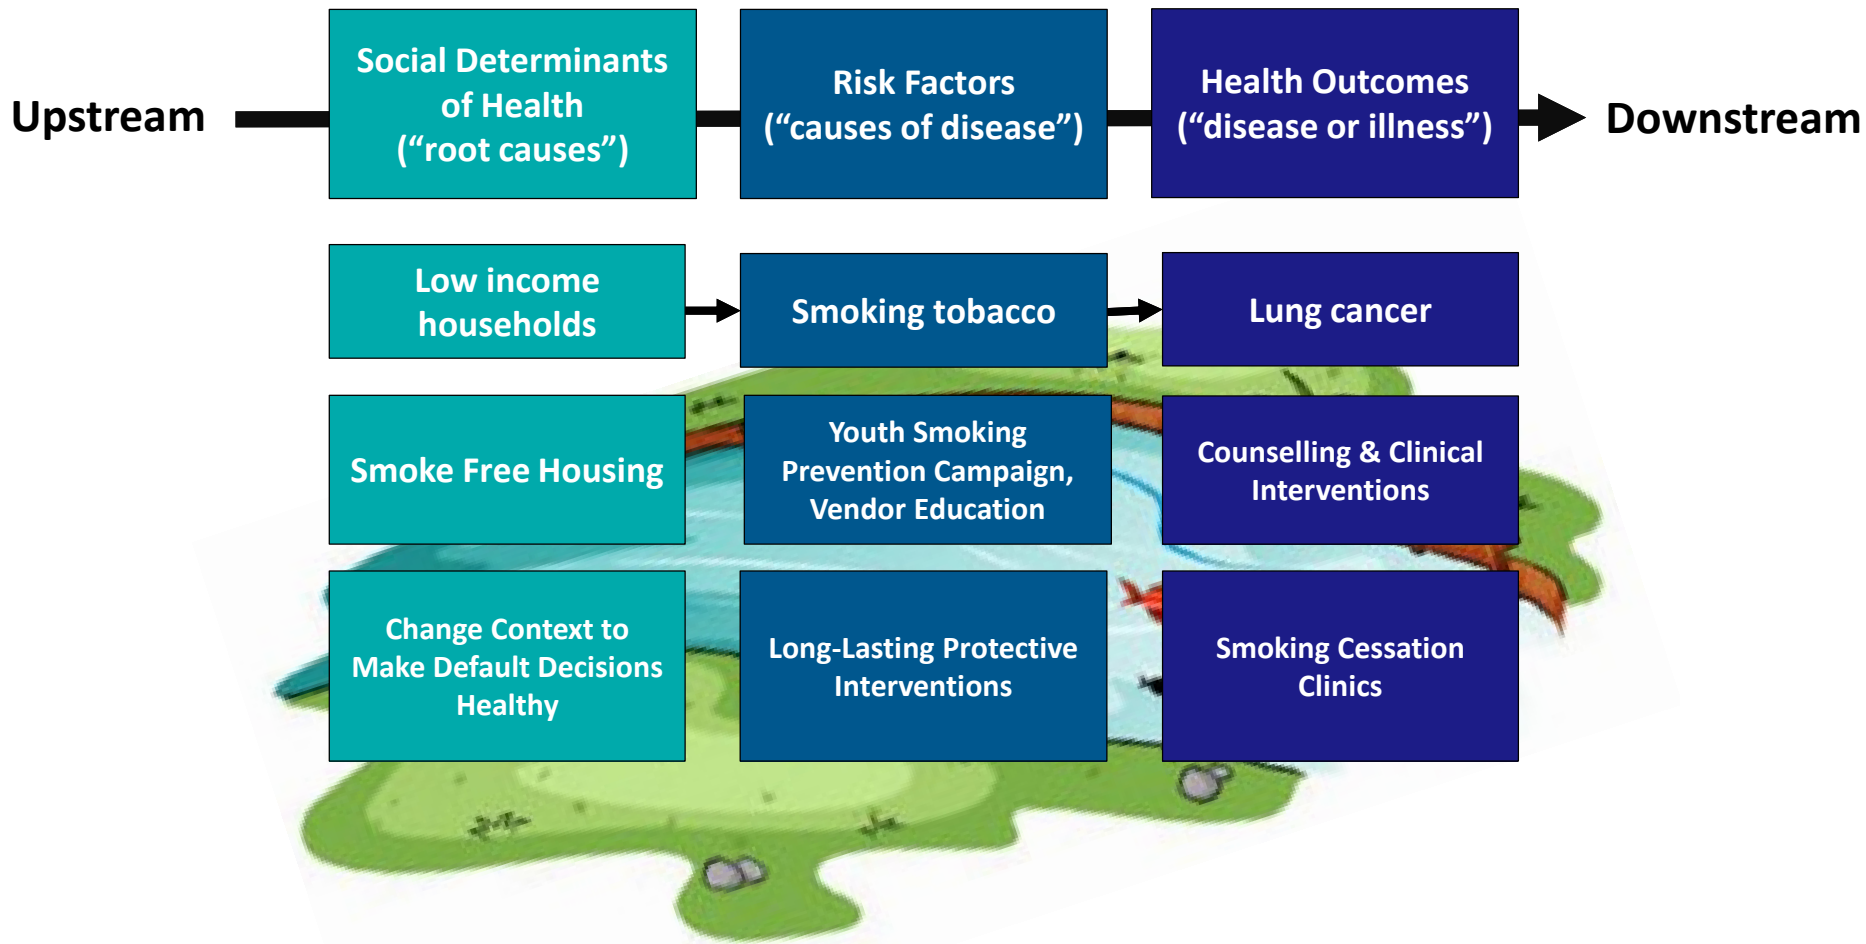 Upstream
Social Determinants
of Health
(“root causes”)
Risk Factors
(“causes of disease”)
Health Outcomes
(“disease or illness”)
Downstream
Low income
households
Smoking tobacco
Lung cancer
Smoke Free Housing
Youth Smoking
Prevention Campaign,
Vendor Education
Counselling & Clinical
Interventions
Change Context to
Make Default Decisions
Healthy
Long-Lasting Protective
Interventions
Smoking Cessation
Clinics